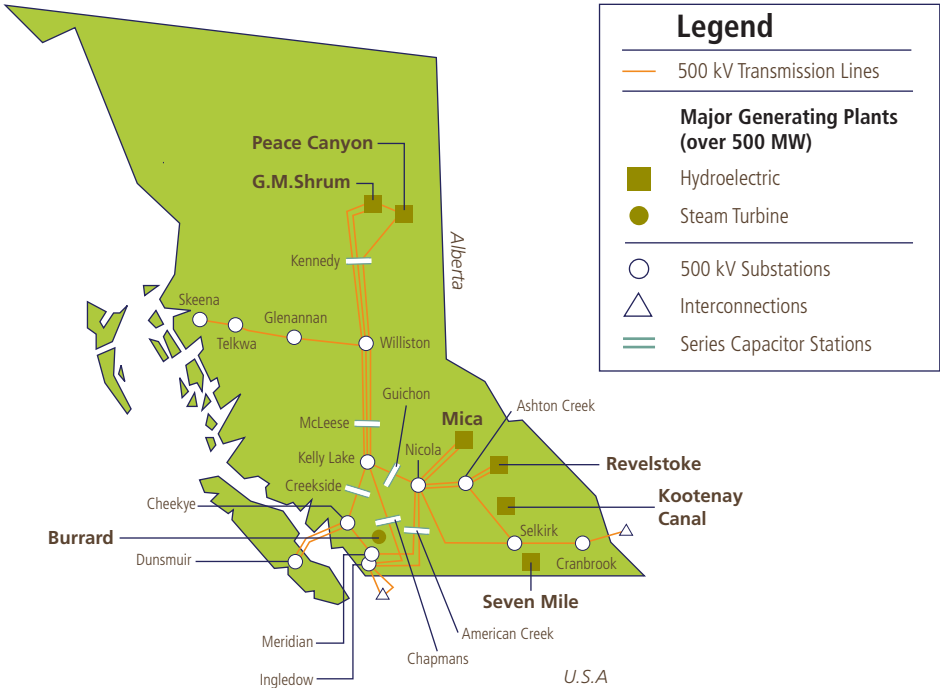 Legend
500 kV Transmission Lines
Major Generating Plants
(over 500 MW)
Hydroelectric
Steam Turbine
500 kV Substations
Interconnections
Series Capacitor Stations
Peace Canyon
G.M.Shrum
Kennedy
Alberta
Skeena
Telkwa
Glenannan
Williston
Guichon
McLeese
Mica
Ashton Creek
Nicola
Kelly Lake
Creekside
Revelstoke
Cheekye
Kootenay
Canal
Burrard
Selkirk
Dunsmuir
Cranbrook
Seven Mile
Meridian
American Creek
Chapmans
Ingledow
U.S.A